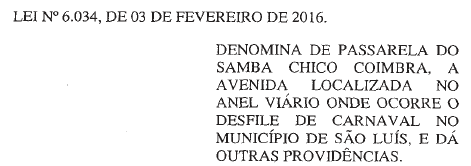 LEI Nº 6.034, DE 03 DE FEVEREIRO DE 2016.
DENOMINA DE PASSARELA DO
SAMBA CHICO COIMBRA, A
AVENIDA LOCALIZADA NO
ANEL VIÁRIO ONDE OCORRE O
DESFILE DE CARNAVAL NO
MUNICÍPIO DE SÃO LUÍS, E DÁ
OUTRAS PROVIDÊNCIAS.